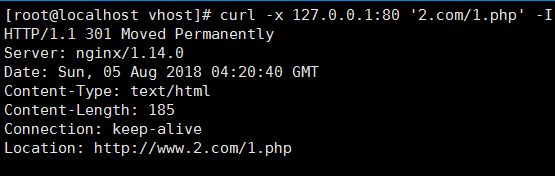 [root@localhost vhost]# curl -x 127.0.0.1:80 '2.com/1.php' -I
HTTP/1.1 301 Moved Permanently
Server: nginx/1.14.0
Date: Sun, 05 Aug 2018 04:20:40 GMT
Content-Type: text/html
Content-Length: 185
Connection: keep-alive
Location: http://www.2.com/1.php